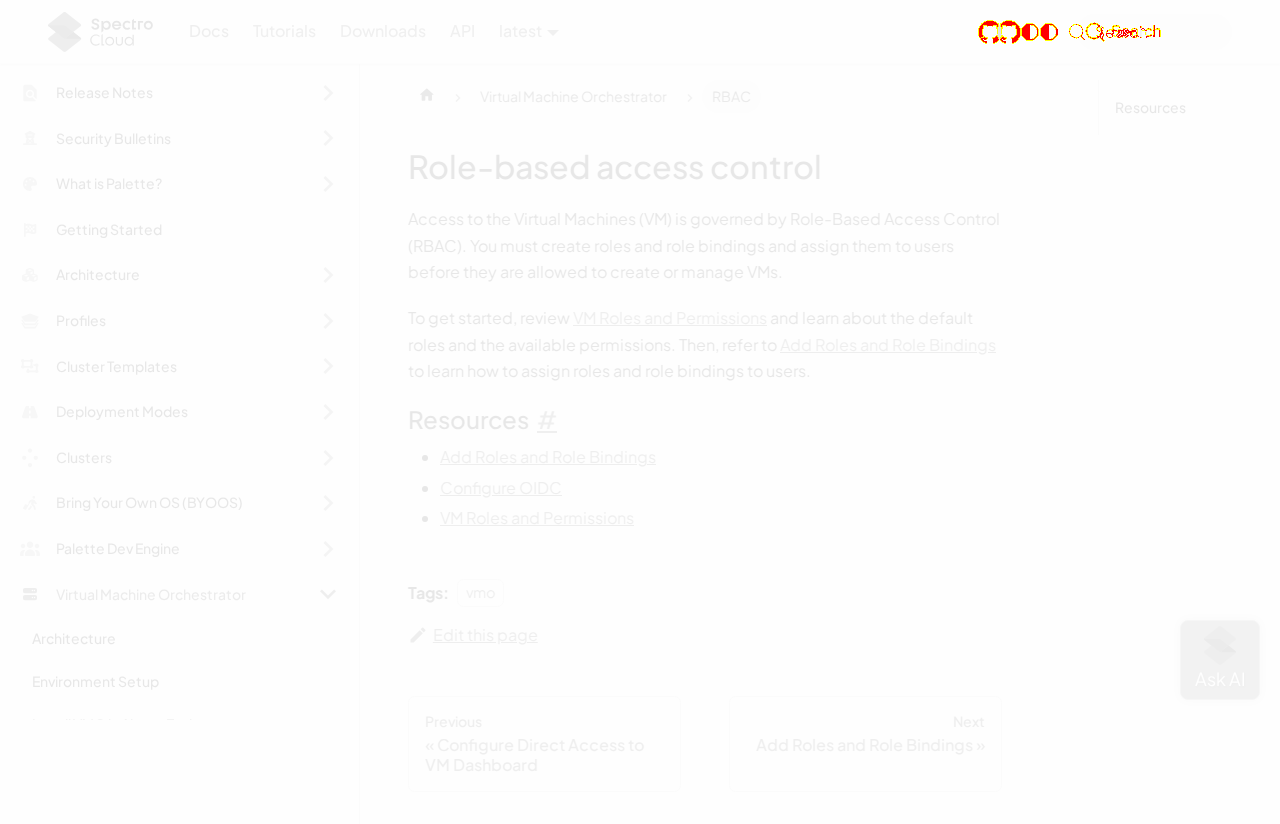 Spectro
Cloud
Docs
Tutorials
Downloads
API
latest
Search
Release Notes
Security Bulletins
What is Palette?
Getting Started
Architecture
Profiles
Cluster Templates
Deployment Modes
Clusters
Bring Your Own OS (BYOOS)
Palette Dev Engine
Virtual Machine Orchestrator
Architecture
Environment Setup
Virtual Machine Orchestrator
RBAC
Role-based access control
Access to the Virtual Machines (VM) is governed by Role-Based Access Control
(RBAC). You must create roles and role bindings and assign them to users
before they are allowed to create or manage VMs.
To get started, review VM Roles and Permissions and learn about the default
roles and the available permissions. Then, refer to Add Roles and Role Bindings
to learn how to assign roles and role bindings to users.
Resources #
• Add Roles and Role Bindings
• Configure OIDC
• VM Roles and Permissions
Tags: vmo
Edit this page
Previous
« Configure Direct Access to
VM Dashboard
Next
Add Roles and Role Bindings »
Resources
Ask AI